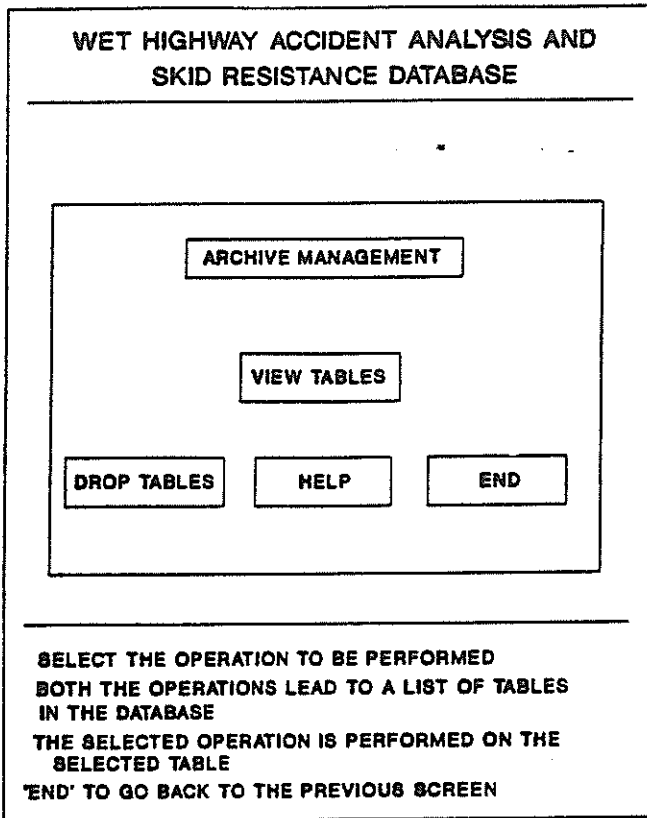 WET HIGHWAY ACCIDENT ANALYSIS AND
SKID RESISTANCE DATABASE
ARCHIVE MANAGEMENT
VIEW TABLES
DROP TABLES HELP END
SELECT THE OPERATION TO BE PERFORMED
BOTH THE OPERATIONS LEAD TO A LIST OF TABLES
IN THE DATABASE
THE SELECTED OPERATION IS PERFORMED ON THE
SELECTED TABLE
'END' TO GO BACK TO THE PREVIOUS SCREEN